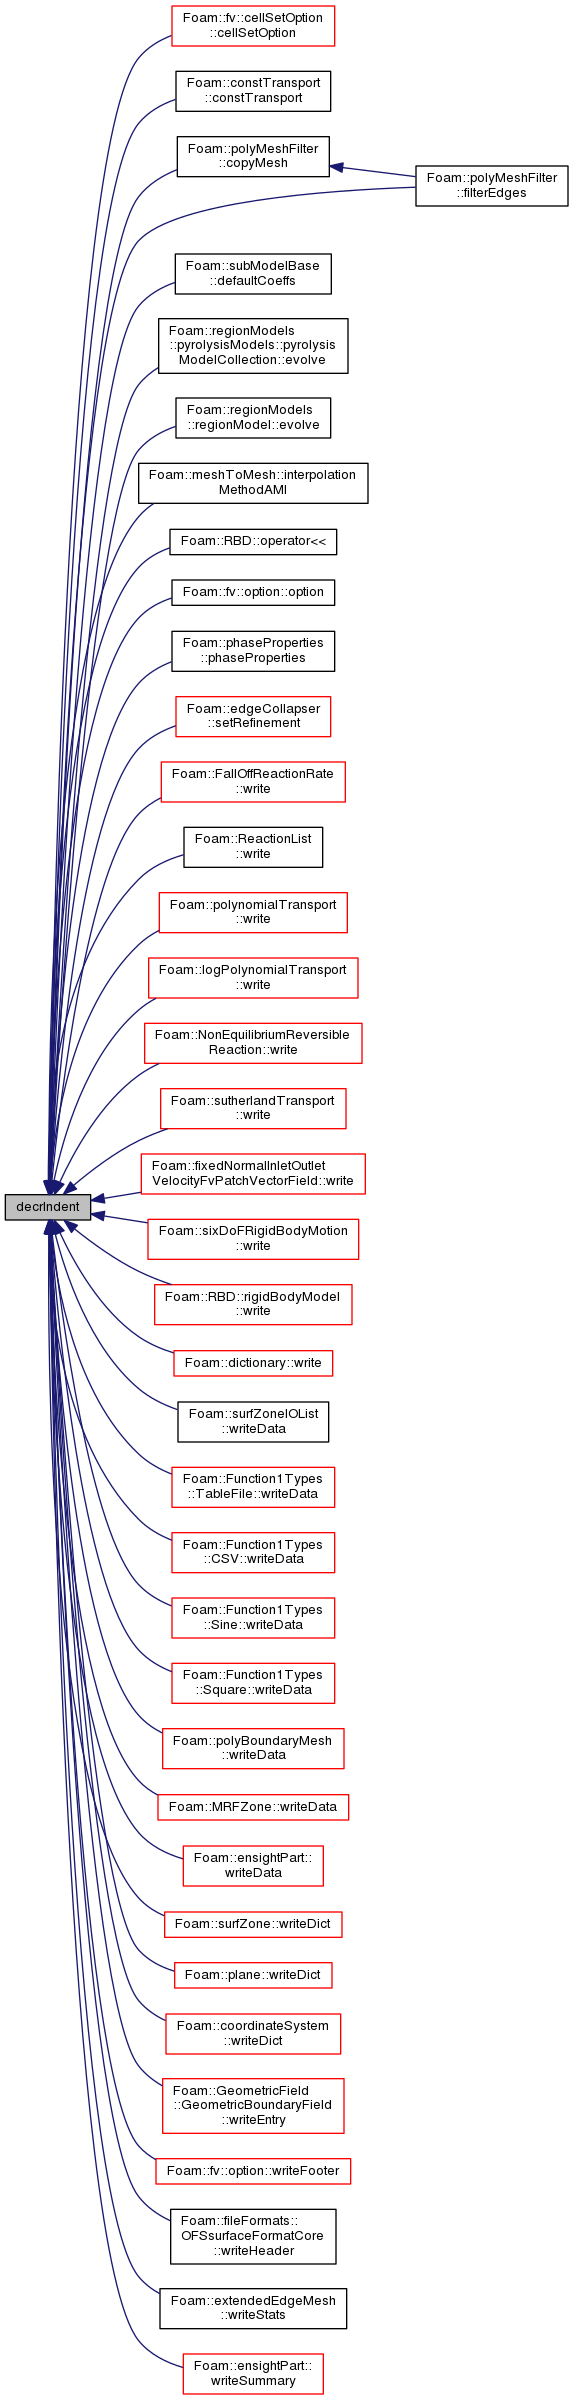 Foam::fv::cellSetOption
::cellSetOption
Foam::constTransport
::constTransport
Foam::polyMeshFilter
::copyMesh
Foam::polyMeshFilter
::filterEdges
Foam::subModelBase
::defaultCoeffs
Foam::regionModels
::pyrolysisModels::pyrolysis
ModelCollection::evolve
Foam::regionModels
::regionModel::evolve
Foam::meshToMesh::interpolation
MethodAMI
Foam::RBD::operator<<
Foam::fv::option::option
Foam::phaseProperties
::phaseProperties
Foam::edgeCollapser
::setRefinement
Foam::FallOffReactionRate
::write
Foam::ReactionList
::write
Foam::polynomialTransport
::write
Foam::logPolynomialTransport
::write
Foam::NonEquilibriumReversible
Reaction::write
Foam::sutherlandTransport
::write
Foam::fixedNormalInletOutlet
VelocityFvPatchVectorField::write
decrIndent
Foam::sixDoFRigidBodyMotion
::write
Foam::RBD::rigidBodyModel
::write
Foam::dictionary::write
Foam::surfZoneIOList
::writeData
Foam::Function1Types
::TableFile::writeData
Foam::Function1Types
::CSV::writeData
Foam::Function1Types
::Sine::writeData
Foam::Function1Types
::Square::writeData
Foam::polyBoundaryMesh
::writeData
Foam::MRFZone::writeData
Foam::ensightPart::
writeData
Foam::surfZone::writeDict
Foam::plane::writeDict
Foam::coordinateSystem
::writeDict
Foam::GeometricField
::GeometricBoundaryField
::writeEntry
Foam::fv::option::writeFooter
Foam::fileFormats::
OFSsurfaceFormatCore
::writeHeader
Foam::extendedEdgeMesh
::writeStats
Foam::ensightPart::
writeSummary